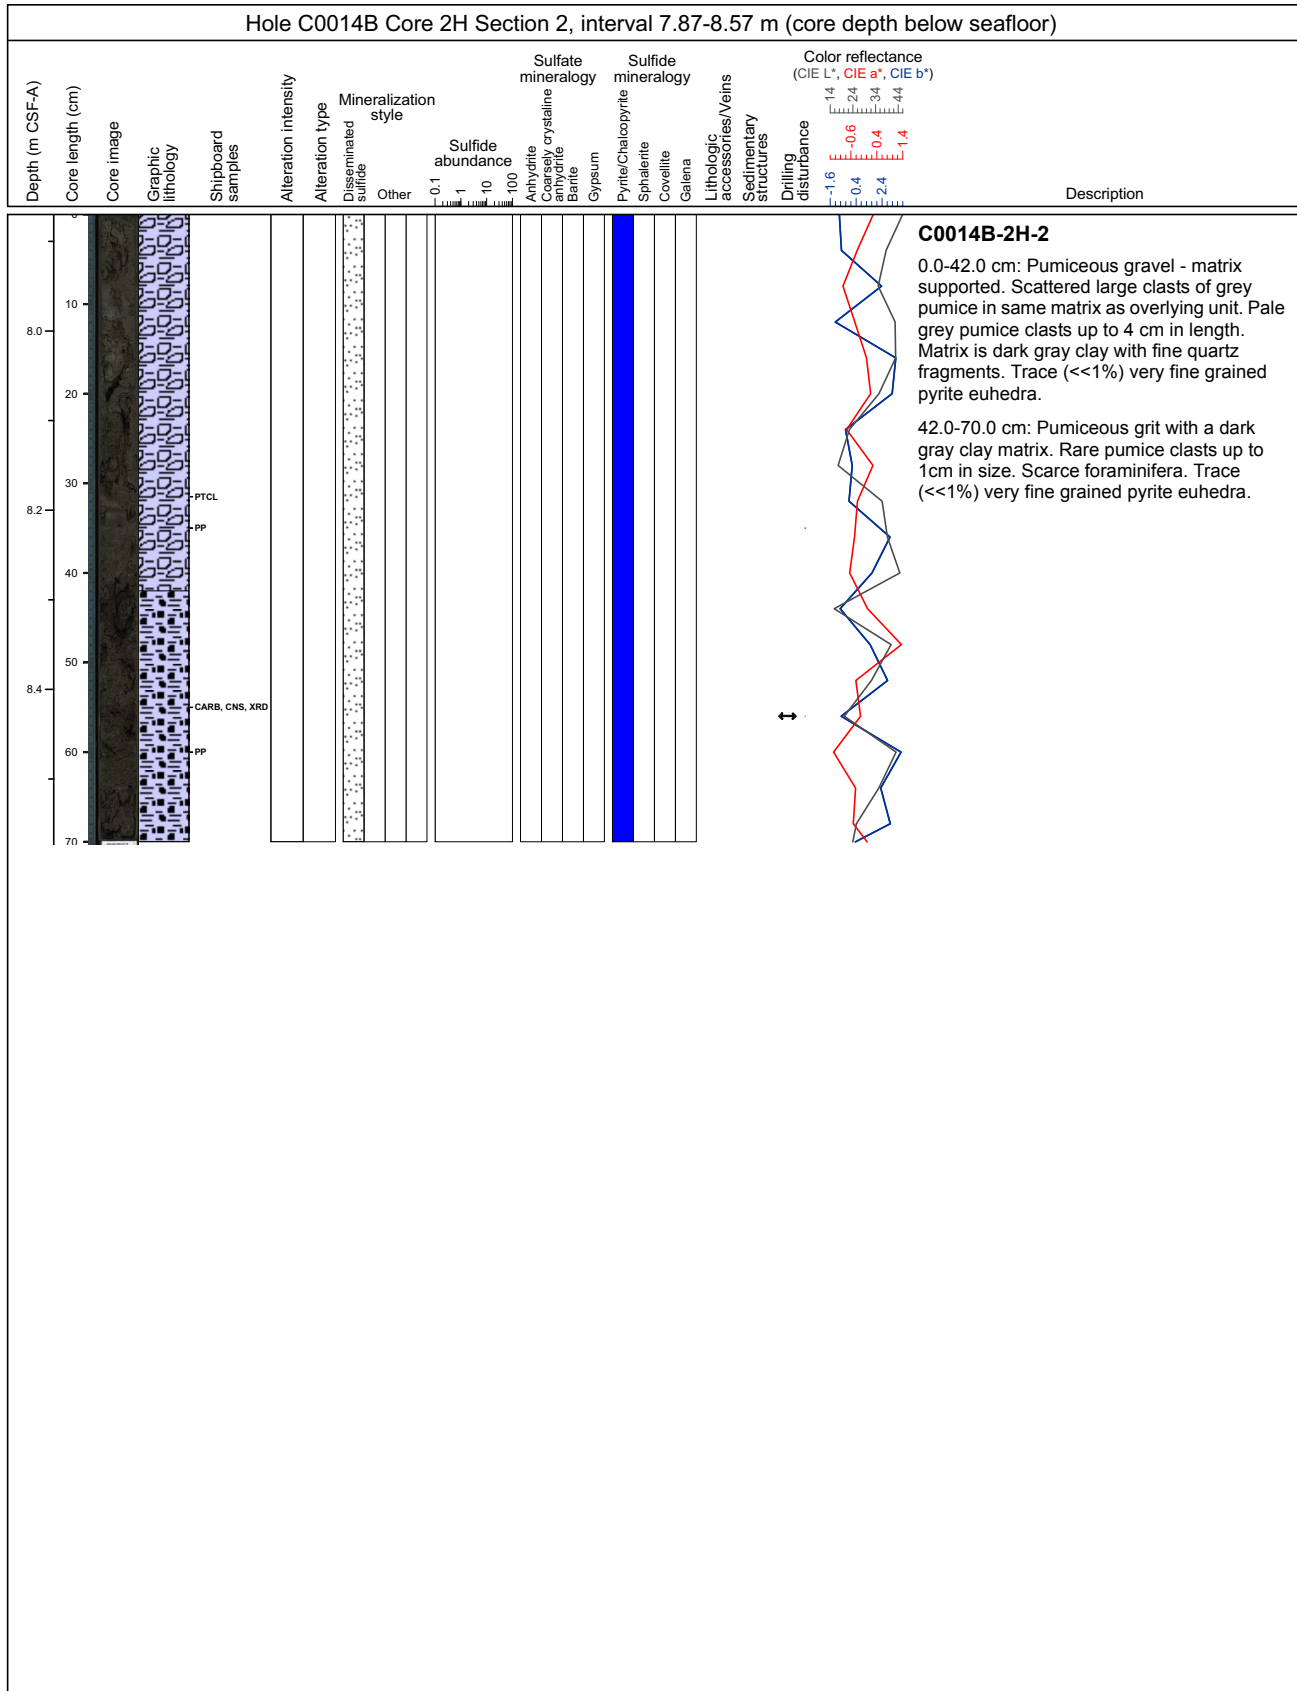 Hole C0014B Core 2H Section 2, interval 7.87-8.57 m (core depth below seafloor)
Depth (m CSF-A)
Core length (cm)
Core image
Graphic
lithology
Shipboard
samples
Alteration intensity
Alteration type
Mineralization
style
Disseminated
sulfide
Other
Sulfide
abundance
0.1
1
10
100
Sulfate
mineralogy
Anhydrite
Coarsely crystaline
anhydrite
Barite
Gypsum
Sulfide
mineralogy
Pyrite/Chalcopyrite
Sphalerite
Covellite
Galena
Lithologic
accessories/Veins
Sedimentary
structures
Drilling
disturbance
Color reflectance
(CIE L*, CIE a*, CIE b*)
14 24 34 44
-0.6 0.4 1.4
-1.6 0.4 2.4
Description
8.0
8.2
8.4
0
10
20
30
40
50
60
70
PTCL
PP
CARB, CNS, XRD
PP
C0014B-2H-2
0.0-42.0 cm: Pumiceous gravel - matrix
supported. Scattered large clasts of grey
pumice in same matrix as overlying unit. Pale
grey pumice clasts up to 4 cm in length.
Matrix is dark gray clay with fine quartz
fragments. Trace (<<1%) very fine grained
pyrite euhedra.
42.0-70.0 cm: Pumiceous grit with a dark
gray clay matrix. Rare pumice clasts up to
1cm in size. Scarce foraminifera. Trace
(<<1%) very fine grained pyrite euhedra.